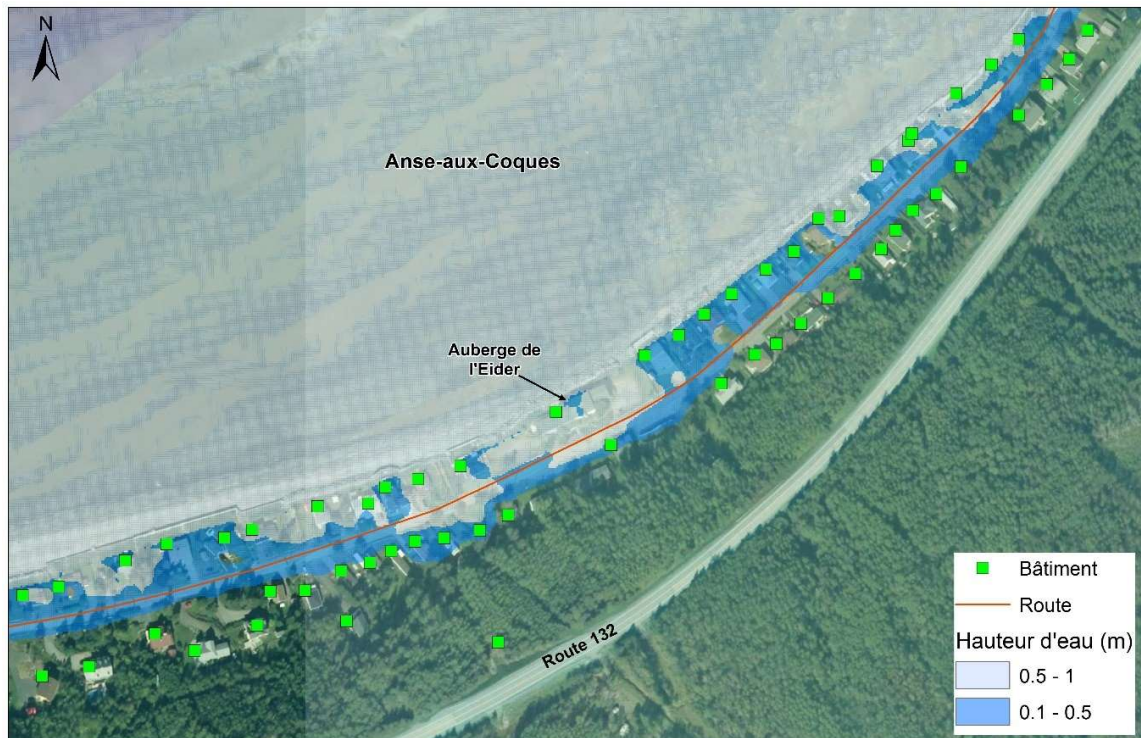 N
Anse-aux-Coques
Auberge de
l'Eider
Route 132
Bâtiment
Route
Hauteur d'eau (m)
0.5 - 1
0.1 - 0.5